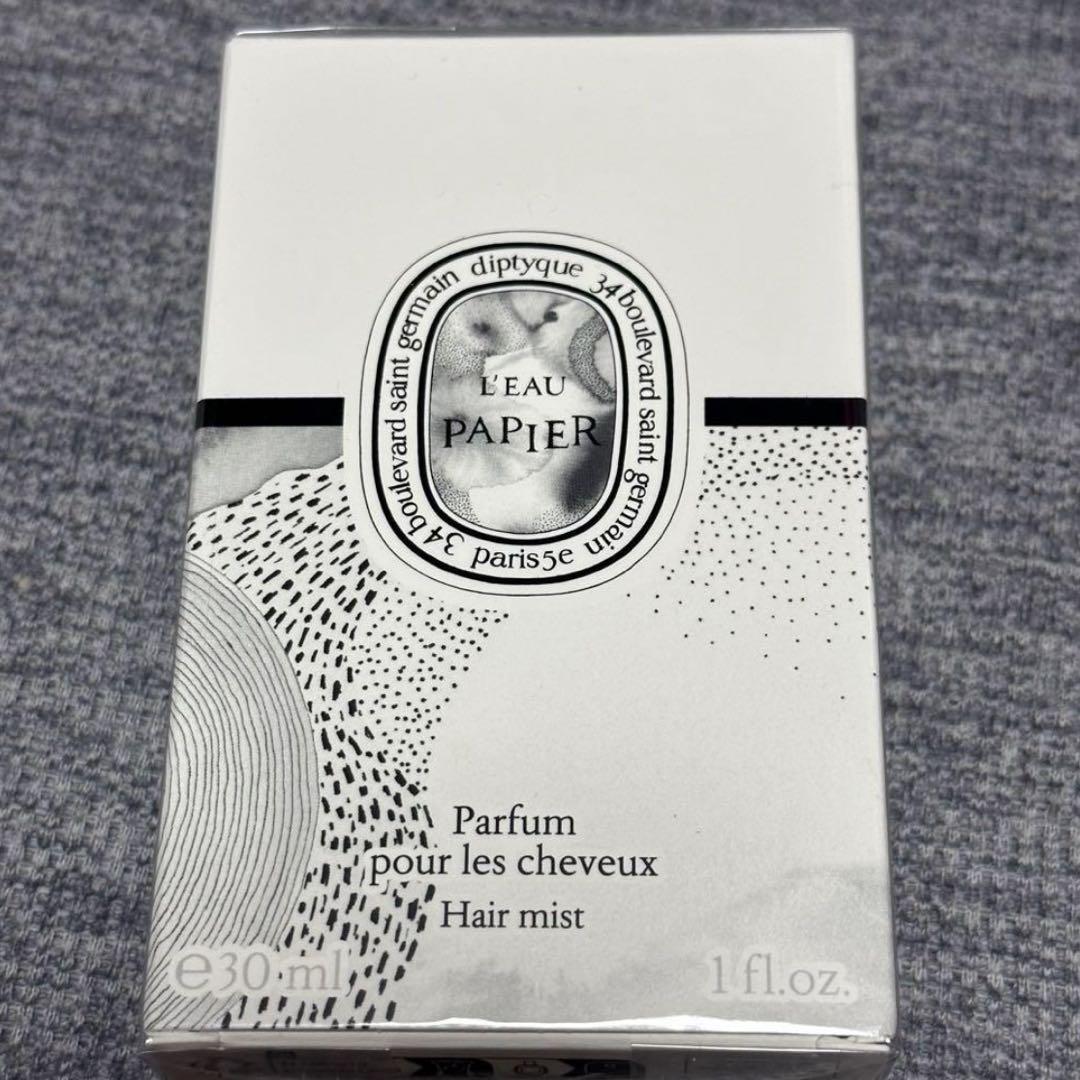 diptyque 34 boulevard saint germain paris 5e 34 boulevard saint germain
L'EAU
PAPIER
Parfum
pour les cheveux
Hair mist
e 30 ml 1 fl.oz.